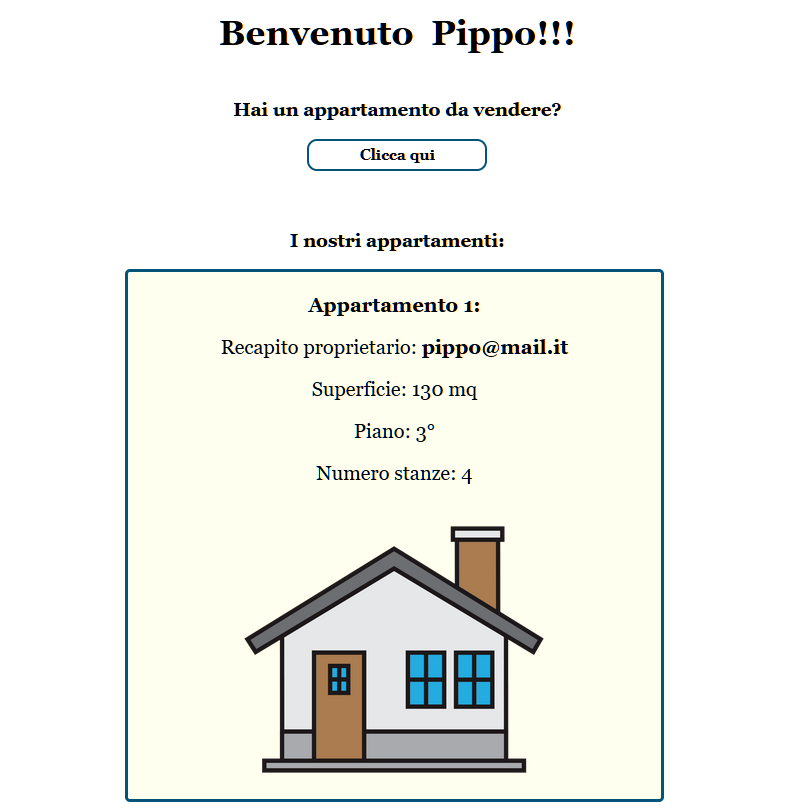 Benvenuto Pippo!!!
Hai un appartamento da vendere?
Clicca qui
I nostri appartamenti:
Appartamento 1:
Recapito proprietario: pippo@mail.it
Superficie: 130 mq
Piano: 3°
Numero stanze: 4